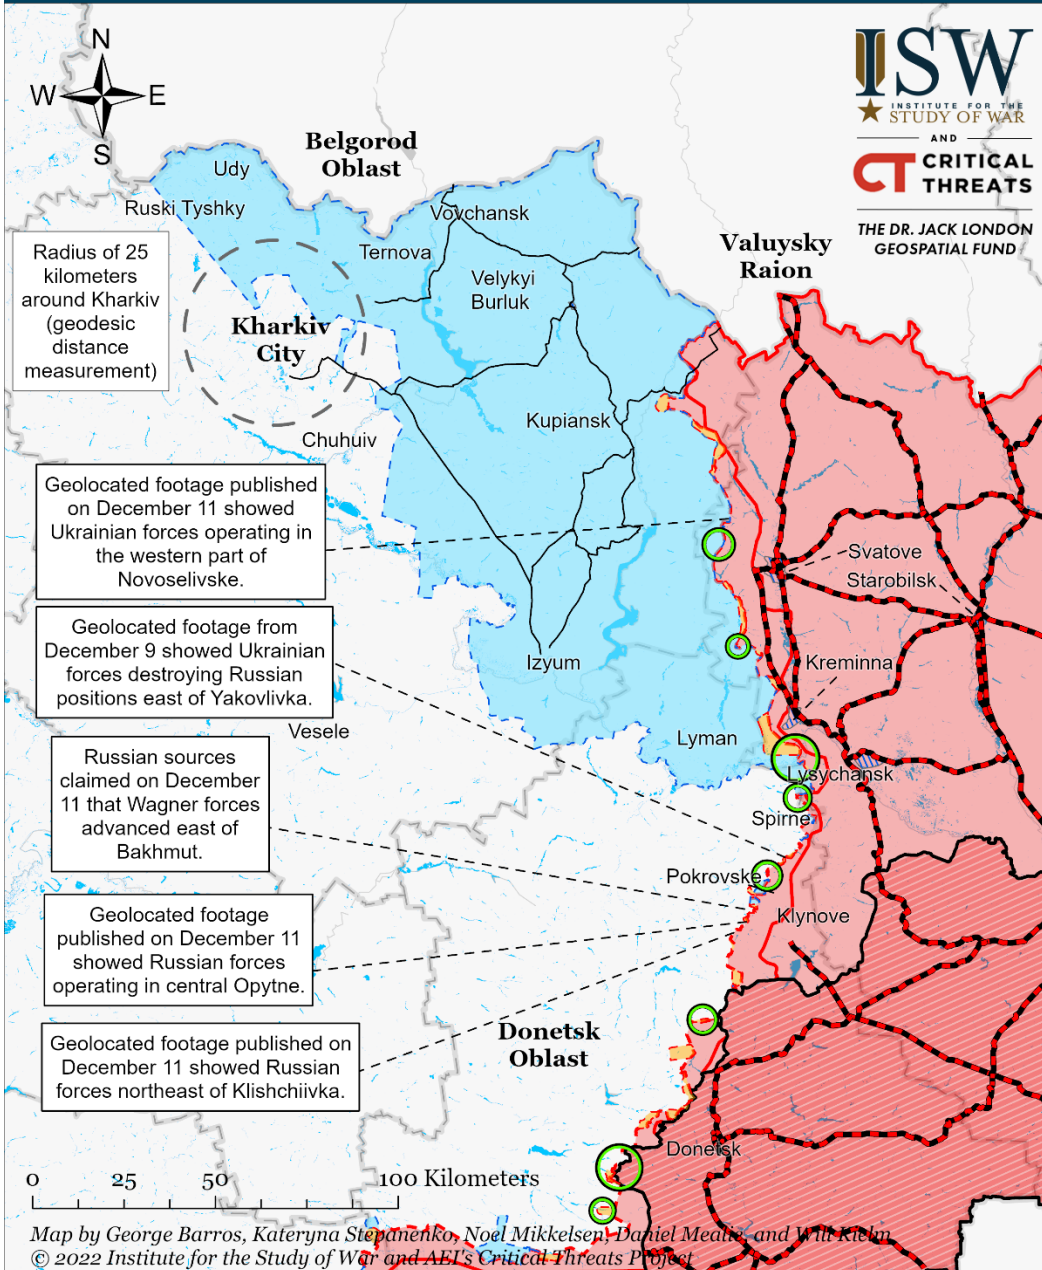 N
W
E
S
ISW
INSTITUTE FOR THE
STUDY OF WAR
AND
CT CRITICAL
THREATS
THE DR. JACK LONDON
GEOSPATIAL FUND
Belgorod
Oblast
Udy
Ruski Tyshky
Vovchansk
Ternova
Valuysky
Raion
Radius of 25
kilometers
around Kharkiv
(geodesic
distance
measurement)
Velykyi
Burluk
Kharkiv
City
Kupiansk
Chuhuiv
Geolocated footage published
on December 11 showed
Ukrainian forces operating in
the western part of
Novoselivske.
Svatove
Starobilsk
Geolocated footage from
December 9 showed Ukrainian
forces destroying Russian
positions east of Yakovlivka.
Izyum
Kreminna
Vesele
Lyman
Russian sources
claimed on December
11 that Wagner forces
advanced east of
Bakhmut.
Lysychansk
Spirne
Pokrovske
Klynove
Geolocated footage
published on December 11
showed Russian forces
operating in central Opytne.
Donetsk
Oblast
Geolocated footage published on
December 11 showed Russian
forces northeast of Klishchiivka.
Donetsk
0 25 50 100 Kilometers
Map by George Barros, Kateryna Stepanenko, Noel Mikkelsen, Daniel Mealie, and Will Kielm
© 2022 Institute for the Study of War and AEI's Critical Threats Project